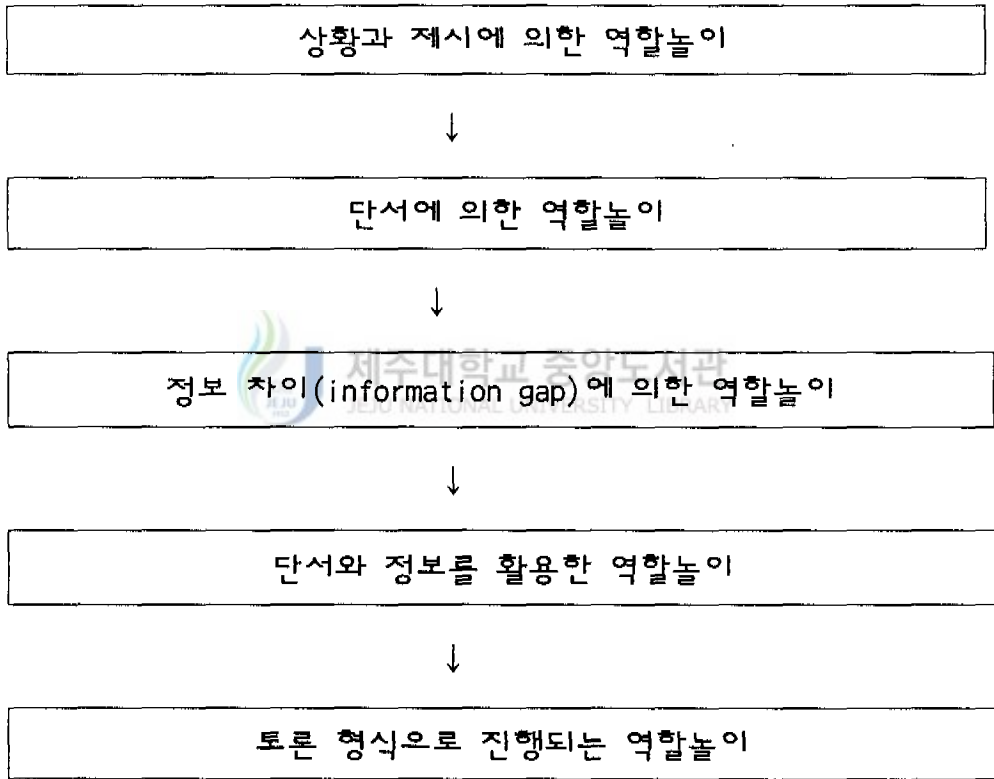 상황과 제시에 의한 역할놀이
↓
단서에 의한 역할놀이
↓
제주대학교 중앙도서관
정보 차이(information gap)에 의한 역할놀이
JEJU NATIONAL UNIVERSITY LIBRARY
JEJU
1952
↓
단서와 정보를 활용한 역할놀이
↓
토론 형식으로 진행되는 역할놀이